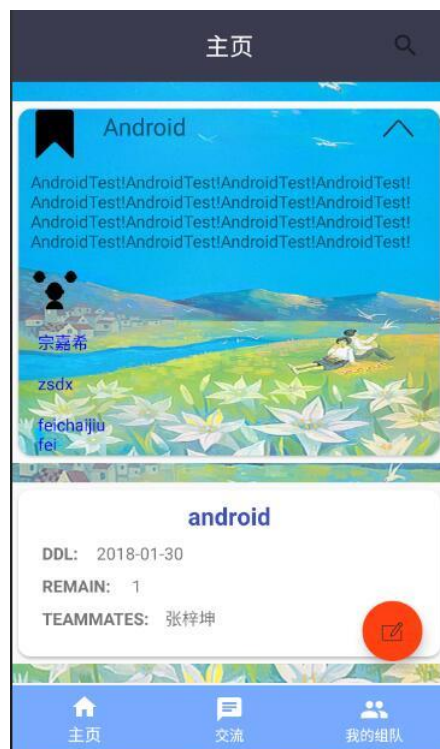 主页
Android
AndroidTest!AndroidTest!AndroidTest!AndroidTest!
AndroidTest!AndroidTest!AndroidTest!AndroidTest!
AndroidTest!AndroidTest!AndroidTest!AndroidTest!
AndroidTest!AndroidTest!AndroidTest!AndroidTest!
宗嘉希
zsdx
feichaijiu
fei
android
DDL: 2018-01-30
REMAIN: 1
TEAMMATES: 张梓坤
主页 交流 我的组队